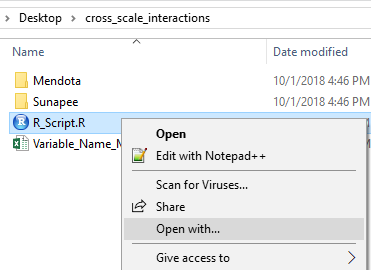 Desktop > cross_scale_interactions
Name Date modified
Mendota 10/1/2018 4:46 PM
Sunapee 10/1/2018 4:46 PM
R_Script.R
Variable_Name_M
Open
Edit with Notepad++
Scan for Viruses...
Share
Open with...
Give access to >